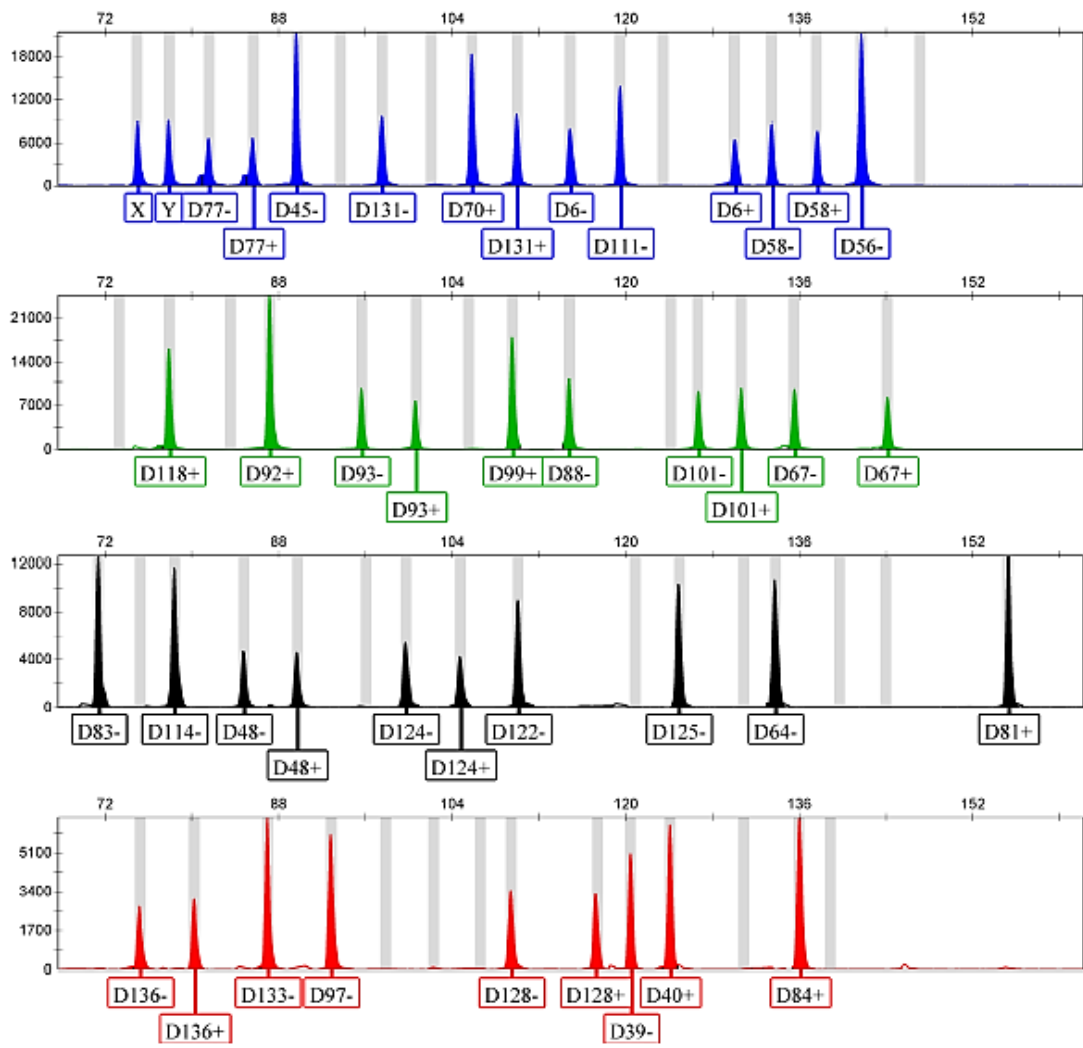 72 88 104 120 136 152
18000
12000
6000
0
X Y D77- D45- D131- D70+ D6- D6+ D58+
D77+ D131+ D111- D58- D56-
72 88 104 120 136 152
21000
14000
7000
0
D118+ D92+ D93- D99+ D88- D101- D67- D67+
D93+ D101+
72 88 104 120 136 152
12000
8000
4000
0
D83- D114- D48- D124- D122- D125- D64- D81+
D48+ D124+
72 88 104 120 136 152
5100
3400
1700
0
D136- D133- D97- D128- D128+ D40+ D84+
D136+ D39-